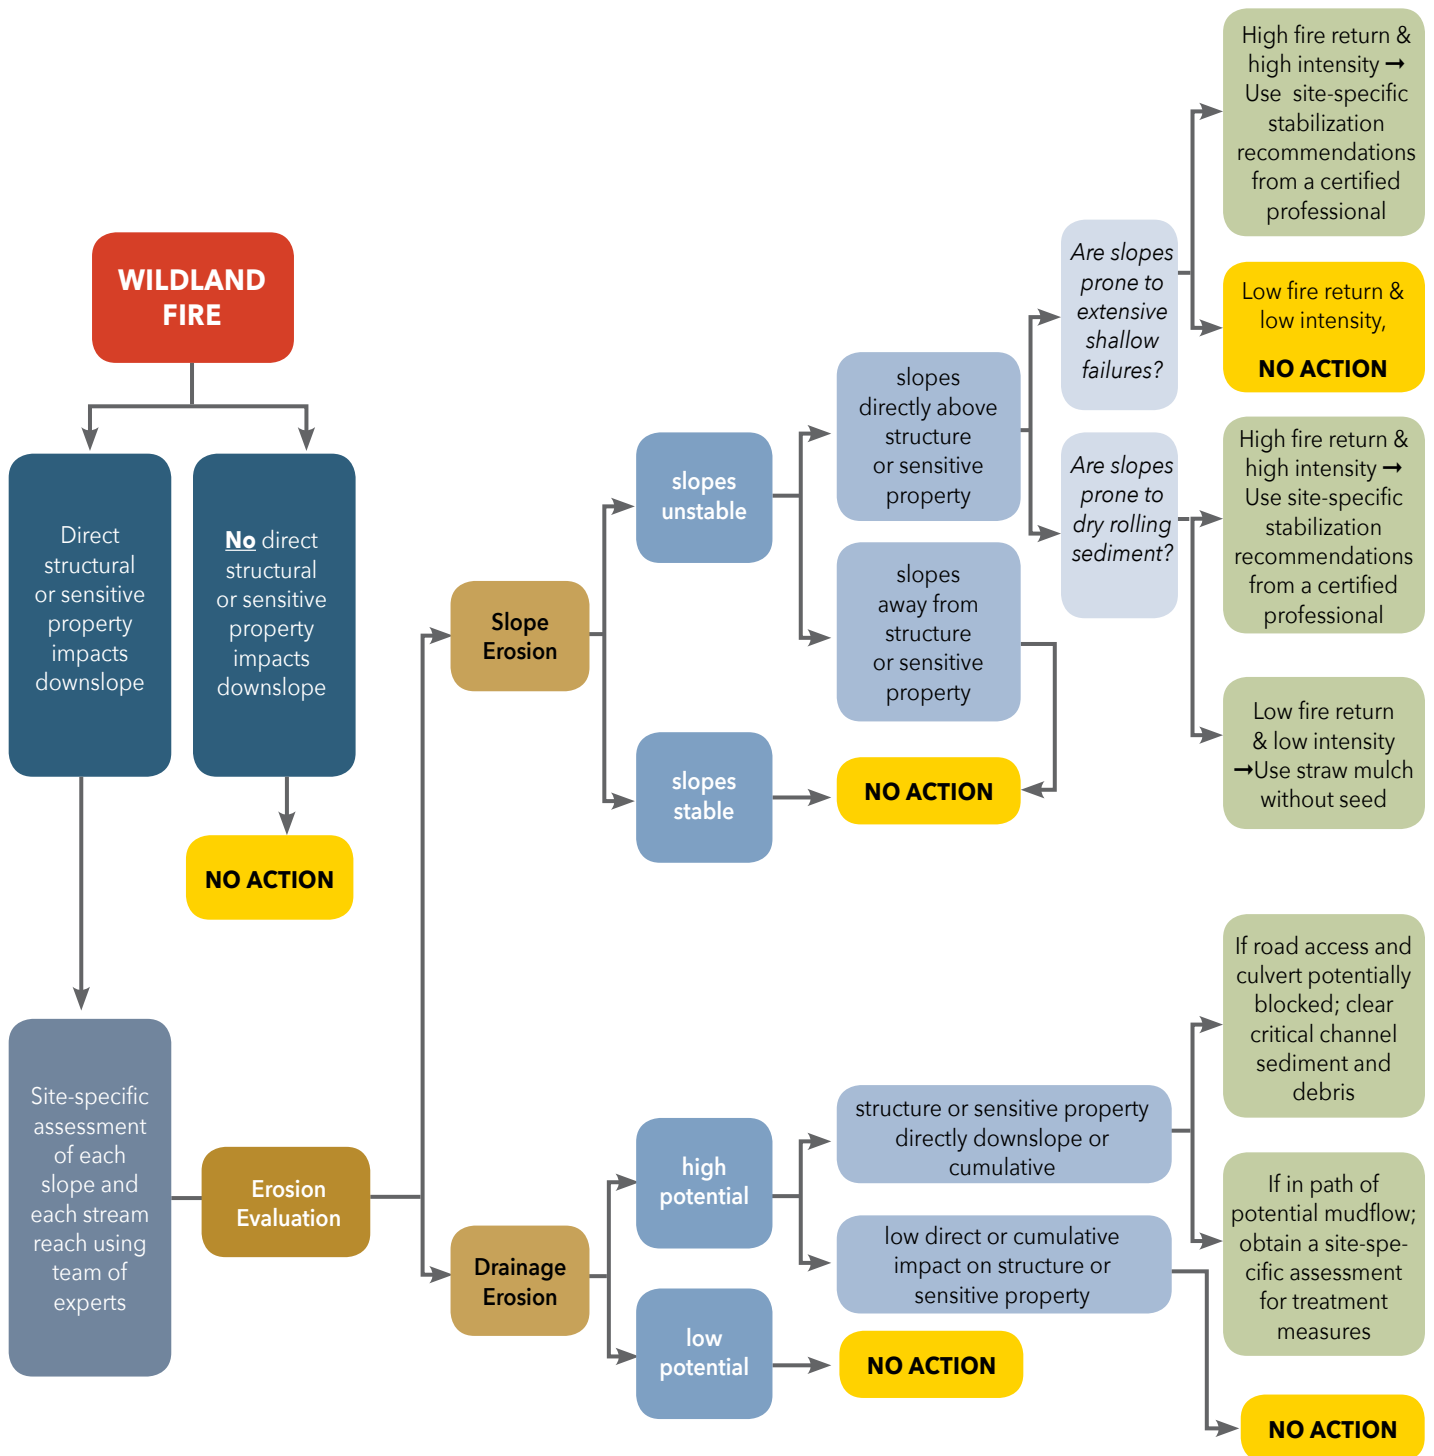 WILDLAND
FIRE
Direct
structural
or sensitive
property
impacts
downslope
No direct
structural
or sensitive
property
impacts
downslope
NO ACTION
Site-specific
assessment
of each
slope and
each stream
reach using
team of
experts
Erosion
Evaluation
Slope
Erosion
slopes
unstable
slopes
directly above
structure
or sensitive
property
Are slopes
prone to
extensive
shallow
failures?
High fire return &
high intensity →
Use site-specific
stabilization
recommendations
from a certified
professional
Low fire return &
low intensity,
NO ACTION
Are slopes
prone to
dry rolling
sediment?
High fire return &
high intensity →
Use site-specific
stabilization
recommendations
from a certified
professional
Low fire return
& low intensity
→Use straw mulch
without seed
slopes
away from
structure
or sensitive
property
slopes
stable
NO ACTION
Drainage
Erosion
high
potential
structure or sensitive property
directly downslope or
cumulative
If road access and
culvert potentially
blocked; clear
critical channel
sediment and
debris
If in path of
potential mudflow;
obtain a site-spe-
cific assessment
for treatment
measures
low direct or cumulative
impact on structure or
sensitive property
NO ACTION
low
potential
NO ACTION